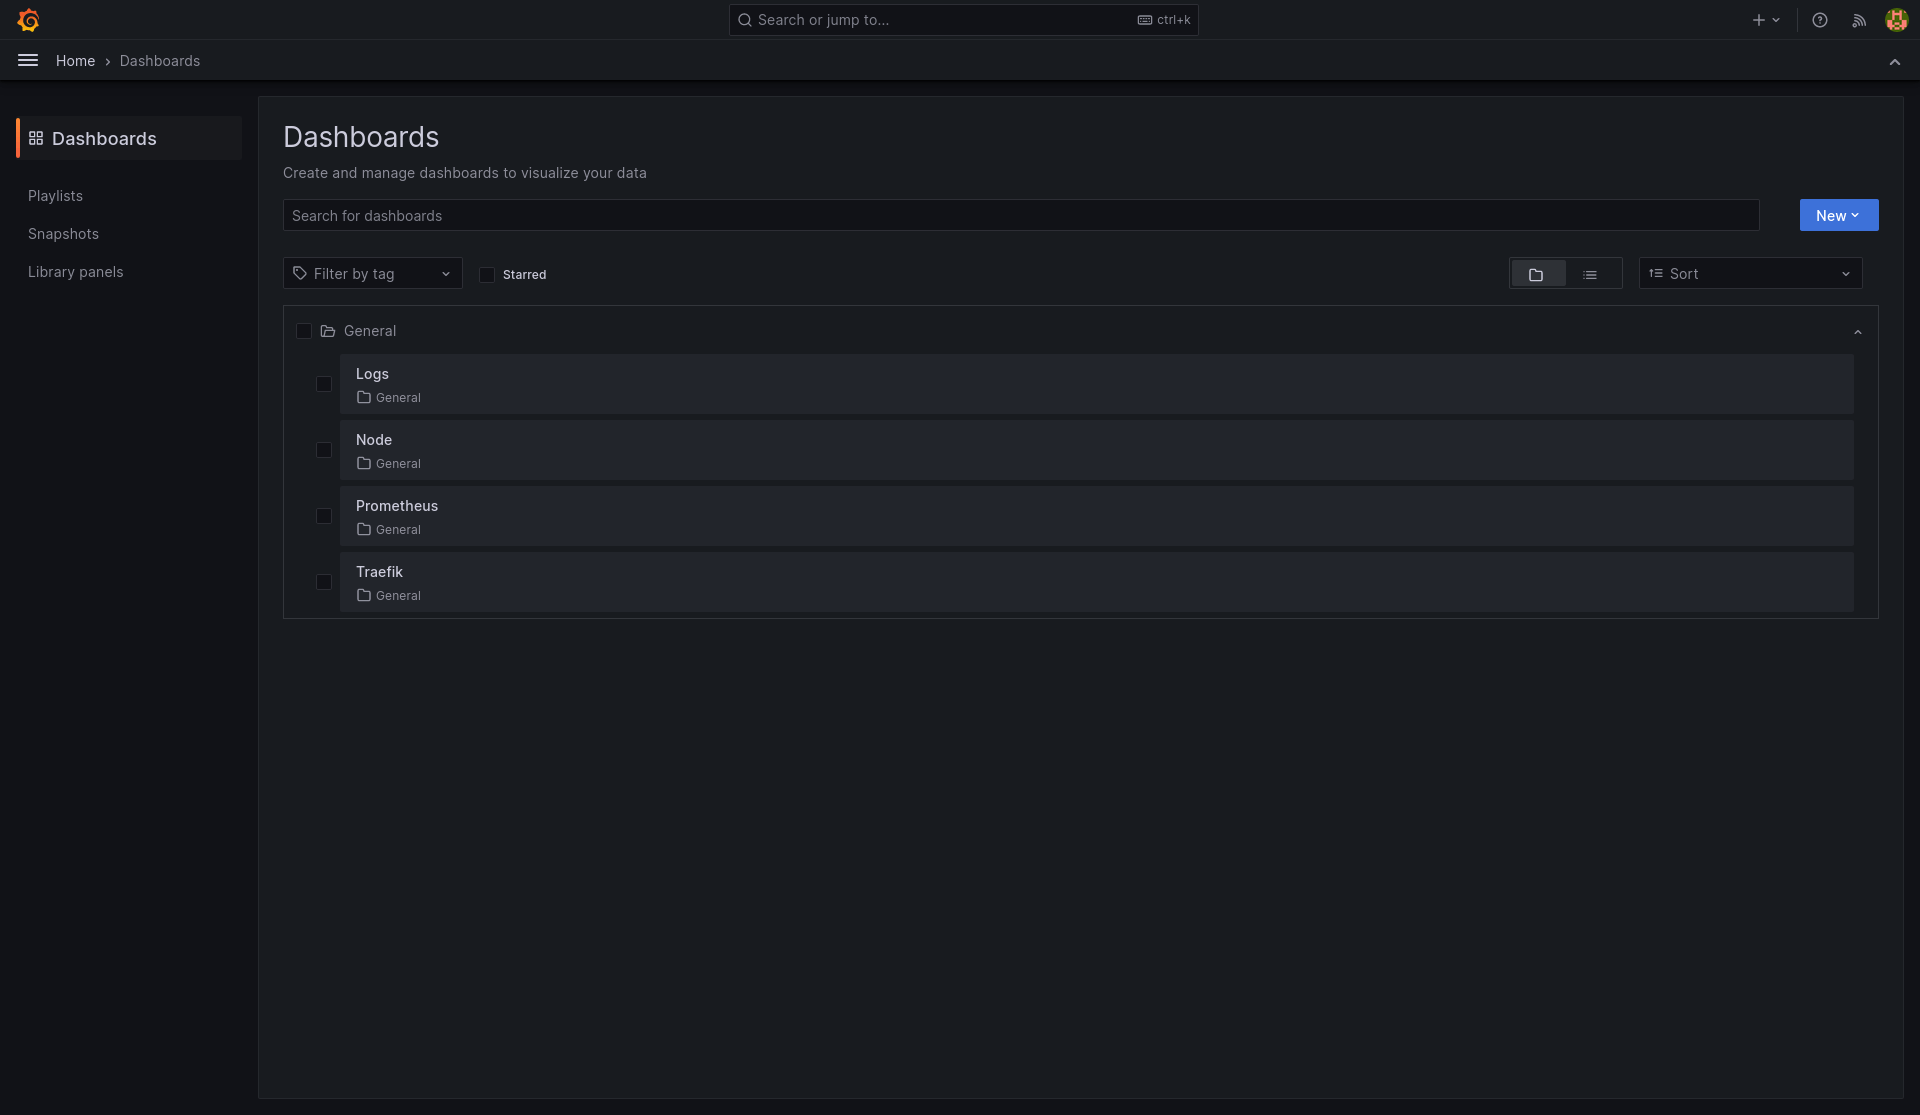 Search or jump to...
ctrl+k
Home › Dashboards
Dashboards
Playlists
Snapshots
Library panels
Dashboards
Create and manage dashboards to visualize your data
Search for dashboards
New
Filter by tag
Starred
Sort
General
Logs
General
Node
General
Prometheus
General
Traefik
General